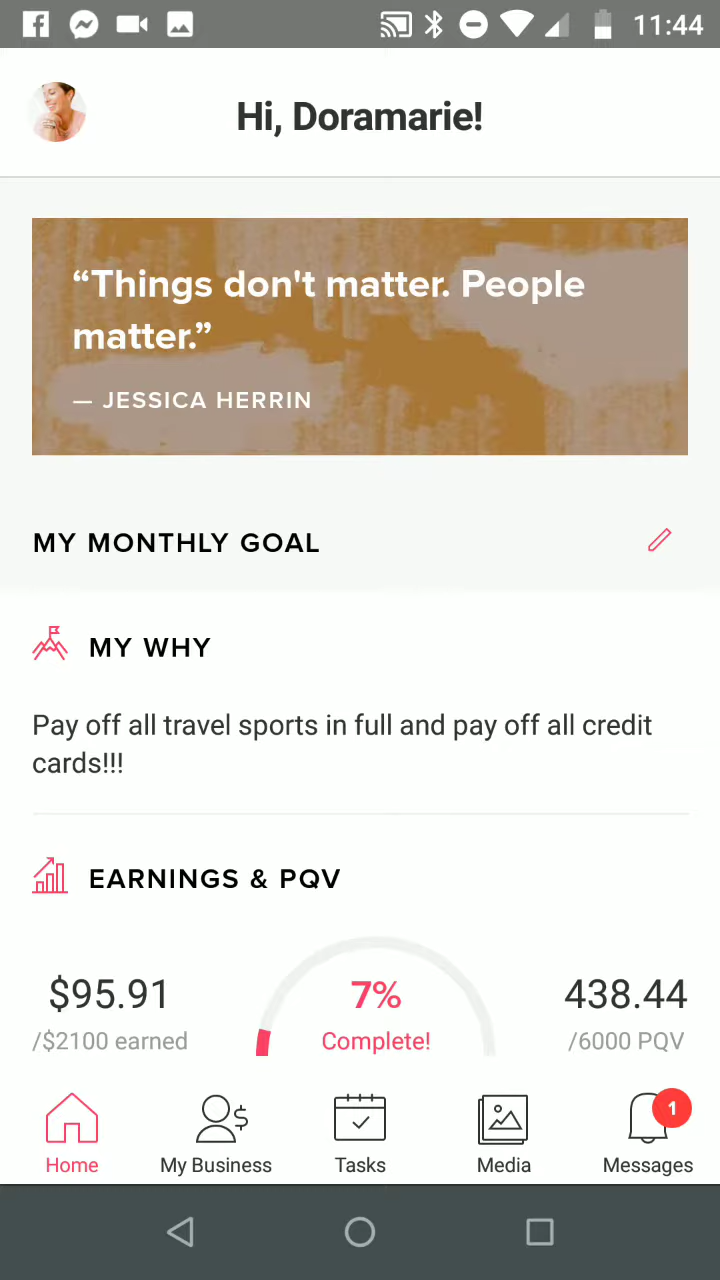 11:44
Hi, Doramarie!
“Things don't matter. People
matter.”
— JESSICA HERRIN
MY MONTHLY GOAL
MY WHY
Pay off all travel sports in full and pay off all credit
cards!!!
EARNINGS & PQV
$95.91 7% 438.44
/$2100 earned Complete! /6000 PQV
1
Home My Business Tasks Media Messages